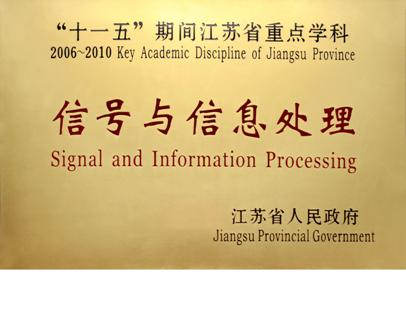 “十一五”期间江苏省重点学科
2006~2010 Key Academic Discipline of Jiangsu Province
信号与信息处理
Signal and Information Processing
江苏省人民政府
Jiangsu Provincial Government